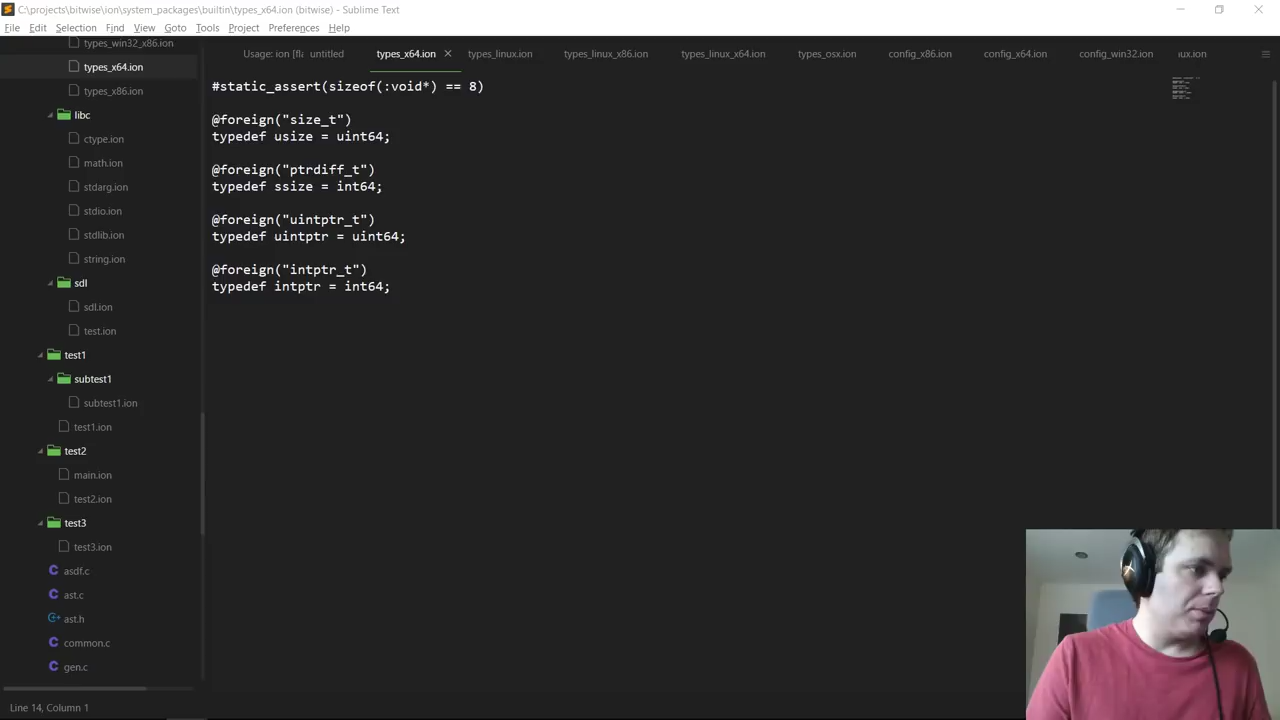 C:\projects\bitwise\ion\system_packages\builtin\types_x64.ion (bitwise) - Sublime Text
File Edit Selection Find View Goto Tools Project Preferences Help
types_win32_x86.ion
types_x64.ion
types_x86.ion
libc
ctype.ion
math.ion
stdarg.ion
stdio.ion
stdlib.ion
string.ion
sdl
sdl.ion
test.ion
test1
subtest1
subtest1.ion
test1.ion
test2
main.ion
test2.ion
test3
test3.ion
asdf.c
ast.c
ast.h
common.c
gen.c
Usage: ion [fla untitled types_x64.ion types_linux.ion types_linux_x86.ion types_linux_x64.ion types_osx.ion config_x86.ion config_x64.ion config_win32.ion ıux.ion
#static_assert(sizeof(:void*) == 8)
@foreign("size_t")
typedef usize = uint64;
@foreign("ptrdiff_t")
typedef ssize = int64;
@foreign("uintptr_t")
typedef uintptr = uint64;
@foreign("intptr_t")
typedef intptr = int64;
Line 14, Column 1